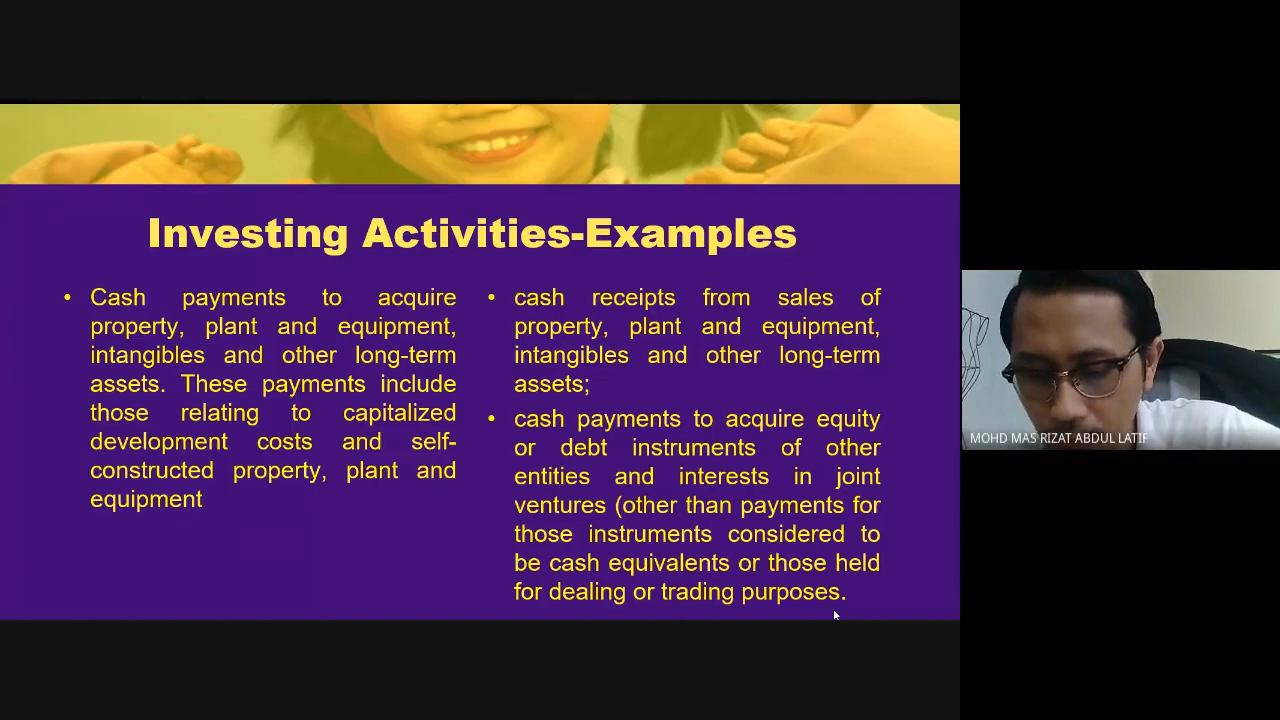 Investing Activities-Examples
• Cash payments to acquire
property, plant and equipment,
intangibles and other long-term
assets. These payments include
those relating to capitalized
development costs and self-
constructed property, plant and
equipment
• cash receipts from sales of
property, plant and equipment,
intangibles and other long-term
assets;
• cash payments to acquire equity
or debt instruments of other
entities and interests in joint
ventures (other than payments for
those instruments considered to
be cash equivalents or those held
for dealing or trading purposes.
MOHD MAS RIZAT ABDUL LATIF